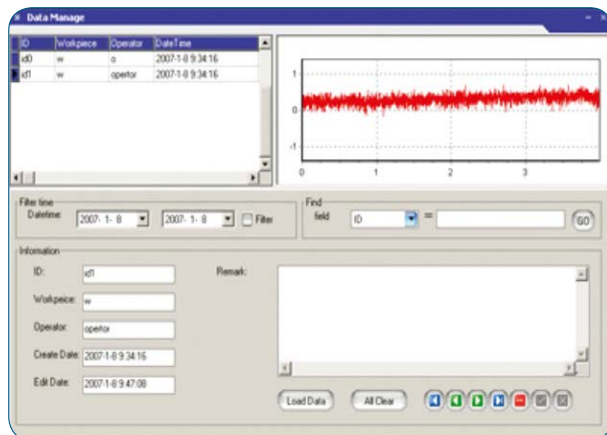 Data Manage
ID Workpiece Operator DateTime
id0 w o 2007-1-8 9:34:16
id1 w opertor 2007-1-8 9:34:16
1
0
-1
0 1 2 3
Filter time
Datetime: 2007- 1- 8 2007- 1- 8 Filter
Find
field ID = GO
Information
ID: id1 Remark:
Workpeice: w
Operator: opertor
Create Date: 2007-1-8 9:34:16
Edit Date: 2007-1-8 9:47:08
Load Data All Clear